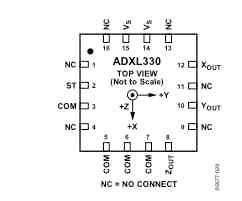 NC
VS
VS
NC
16
15
14
13
ADXL330
TOP VIEW
(Not to Scale)
NC 1
ST 2
COM 3
NC 4
12 XOUT
11 NC
10 YOUT
9 NC
+Y
+Z
+X
5
6
7
8
COM
COM
COM
ZOUT
NC = NO CONNECT